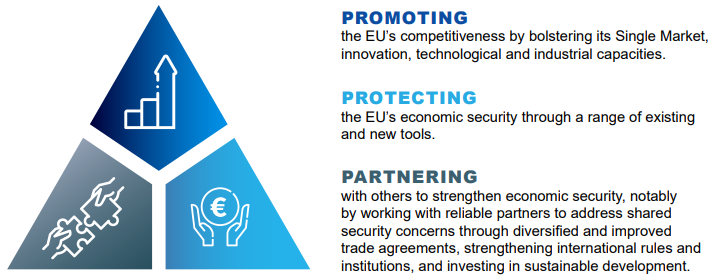 PROMOTING
the EU's competitiveness by bolstering its Single Market,
innovation, technological and industrial capacities.
PROTECTING
the EU's economic security through a range of existing
and new tools.
PARTNERING
with others to strengthen economic security, notably
by working with reliable partners to address shared
security concerns through diversified and improved
trade agreements, strengthening international rules and
institutions, and investing in sustainable development.
€